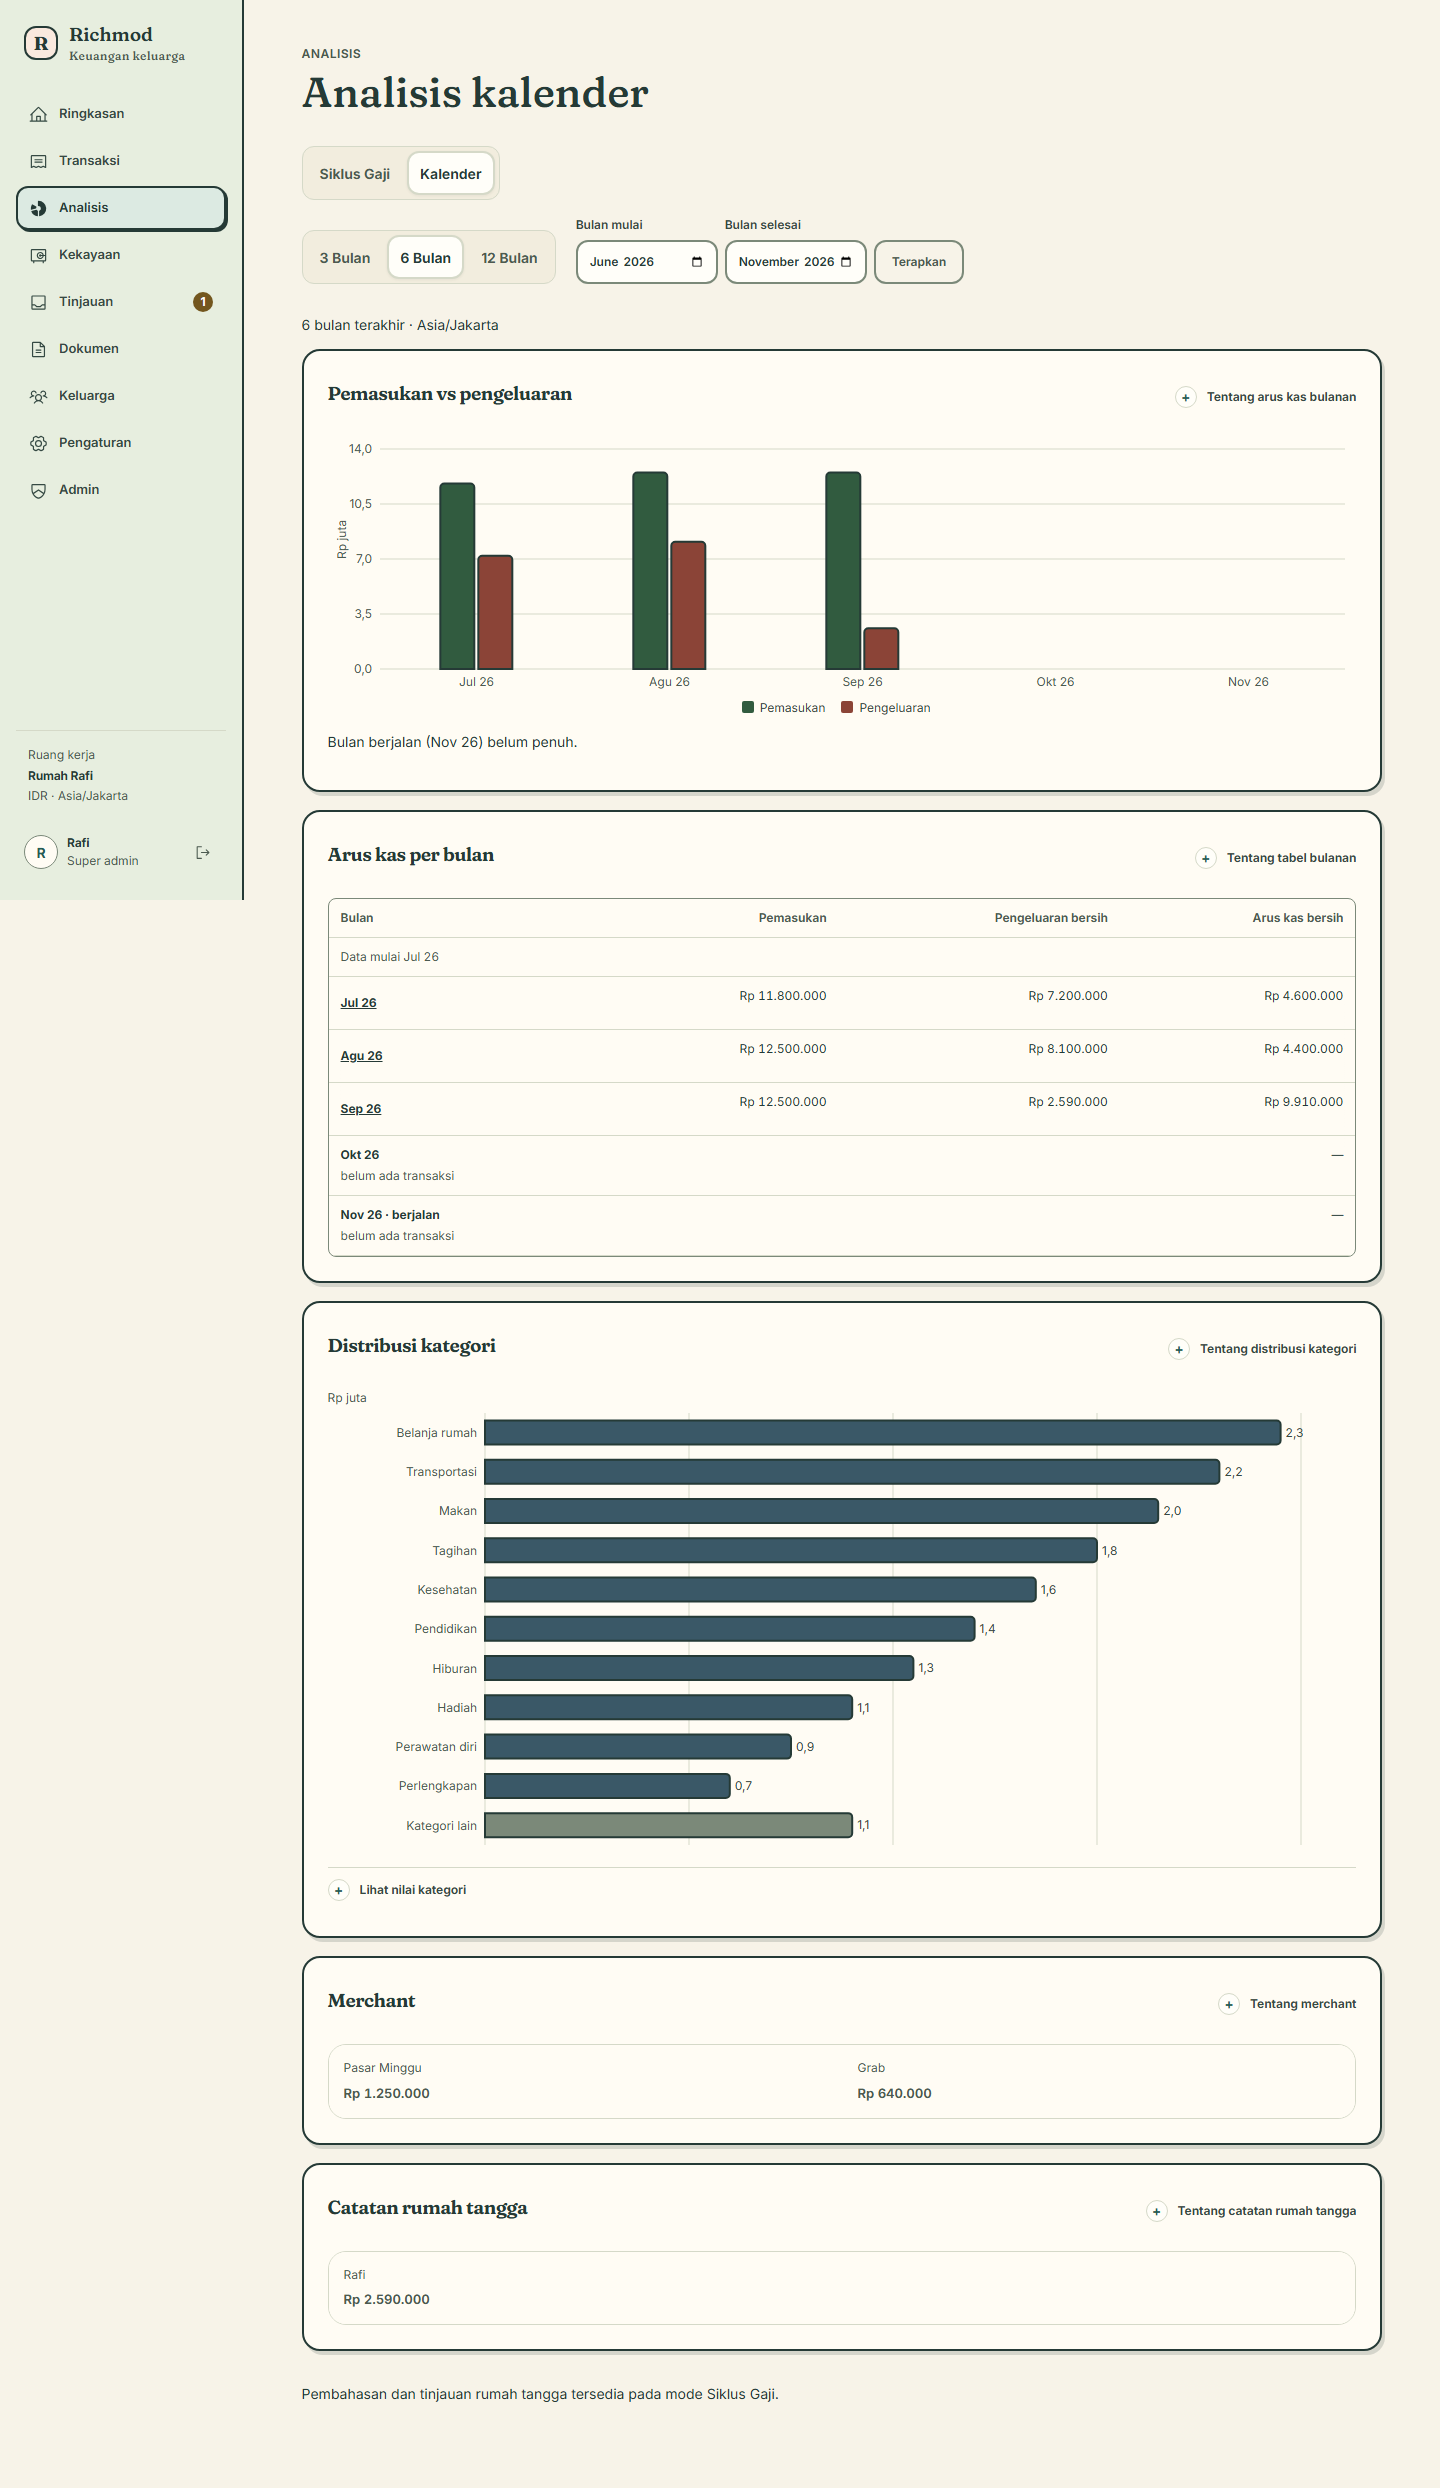 R
Richmod
Keuangan keluarga
Ringkasan
Transaksi
Analisis
Kekayaan
Tinjauan
1
Dokumen
Keluarga
Pengaturan
Admin
Ruang kerja
Rumah Rafi
IDR · Asia/Jakarta
R
Rafi
Super admin
ANALISIS
Analisis kalender
Siklus Gaji
Kalender
3 Bulan
6 Bulan
12 Bulan
Bulan mulai
June 2026
Bulan selesai
November 2026
Terapkan
6 bulan terakhir · Asia/Jakarta
Pemasukan vs pengeluaran
+ Tentang arus kas bulanan
Rp juta
14,0
10,5
7,0
3,5
0,0
Jul 26
Agu 26
Sep 26
Okt 26
Nov 26
Pemasukan
Pengeluaran
Bulan berjalan (Nov 26) belum penuh.
Arus kas per bulan
+ Tentang tabel bulanan
Bulan Pemasukan Pengeluaran bersih Arus kas bersih
Data mulai Jul 26
Jul 26 Rp 11.800.000 Rp 7.200.000 Rp 4.600.000
Agu 26 Rp 12.500.000 Rp 8.100.000 Rp 4.400.000
Sep 26 Rp 12.500.000 Rp 2.590.000 Rp 9.910.000
Okt 26 —
belum ada transaksi
Nov 26 · berjalan —
belum ada transaksi
Distribusi kategori
+ Tentang distribusi kategori
Rp juta
Belanja rumah 2,3
Transportasi 2,2
Makan 2,0
Tagihan 1,8
Kesehatan 1,6
Pendidikan 1,4
Hiburan 1,3
Hadiah 1,1
Perawatan diri 0,9
Perlengkapan 0,7
Kategori lain 1,1
+ Lihat nilai kategori
Merchant
+ Tentang merchant
Pasar Minggu
Rp 1.250.000
Grab
Rp 640.000
Catatan rumah tangga
+ Tentang catatan rumah tangga
Rafi
Rp 2.590.000
Pembahasan dan tinjauan rumah tangga tersedia pada mode Siklus Gaji.